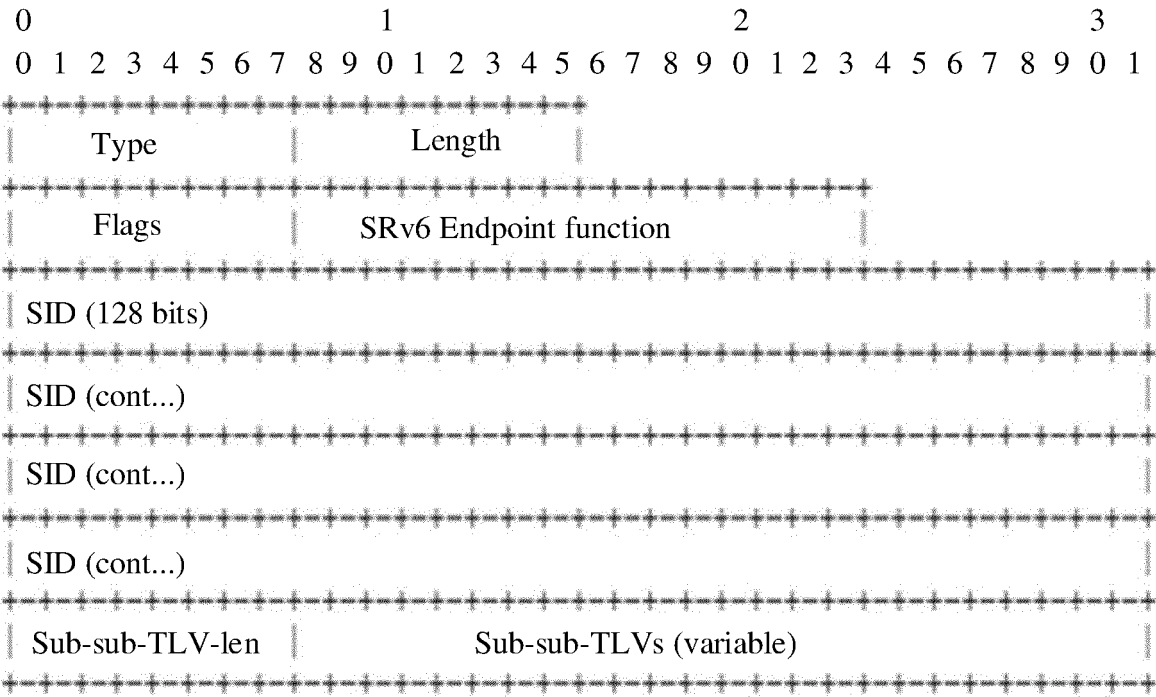 0 1 2 3
0 1 2 3 4 5 6 7 8 9 0 1 2 3 4 5 6 7 8 9 0 1 2 3 4 5 6 7 8 9 0 1
Type Length
Flags SRv6 Endpoint function
SID (128 bits)
SID (cont...)
SID (cont...)
SID (cont...)
Sub-sub-TLV-len Sub-sub-TLVs (variable)